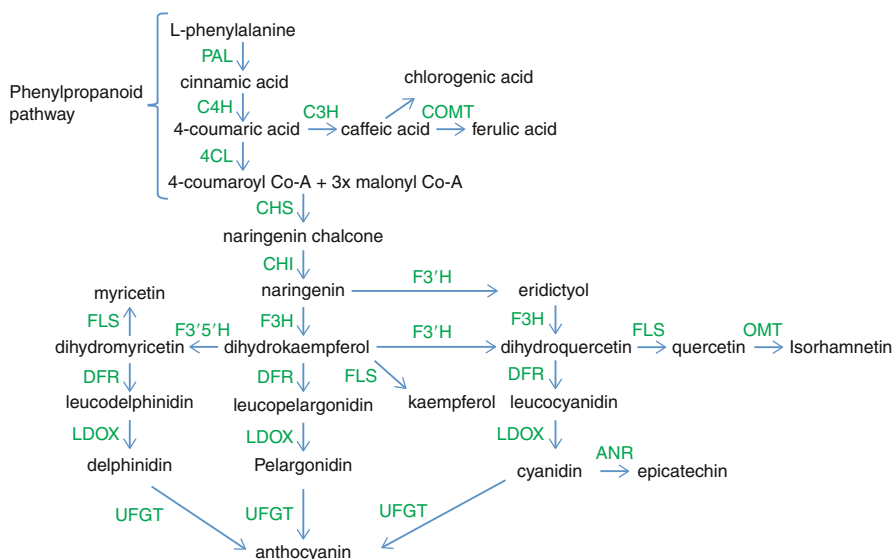 L-phenylalanine
PAL
Phenylpropanoid
pathway
cinnamic acid
chlorogenic acid
C4H
C3H
COMT
4-coumaric acid
caffeic acid
ferulic acid
4CL
4-coumaroyl Co-A + 3x malonyl Co-A
CHS
naringenin chalcone
CHI
F3′H
myricetin
naringenin
eridictyol
FLS
F3′5′H
F3H
F3′H
F3H
FLS
OMT
dihydromyricetin
dihydrokaempferol
dihydroquercetin
quercetin
Isorhamnetin
DFR
DFR
FLS
DFR
leucodelphinidin
leucopelargonidin
kaempferol
leucocyanidin
LDOX
LDOX
LDOX
ANR
delphinidin
Pelargonidin
cyanidin
epicatechin
UFGT
UFGT
UFGT
anthocyanin